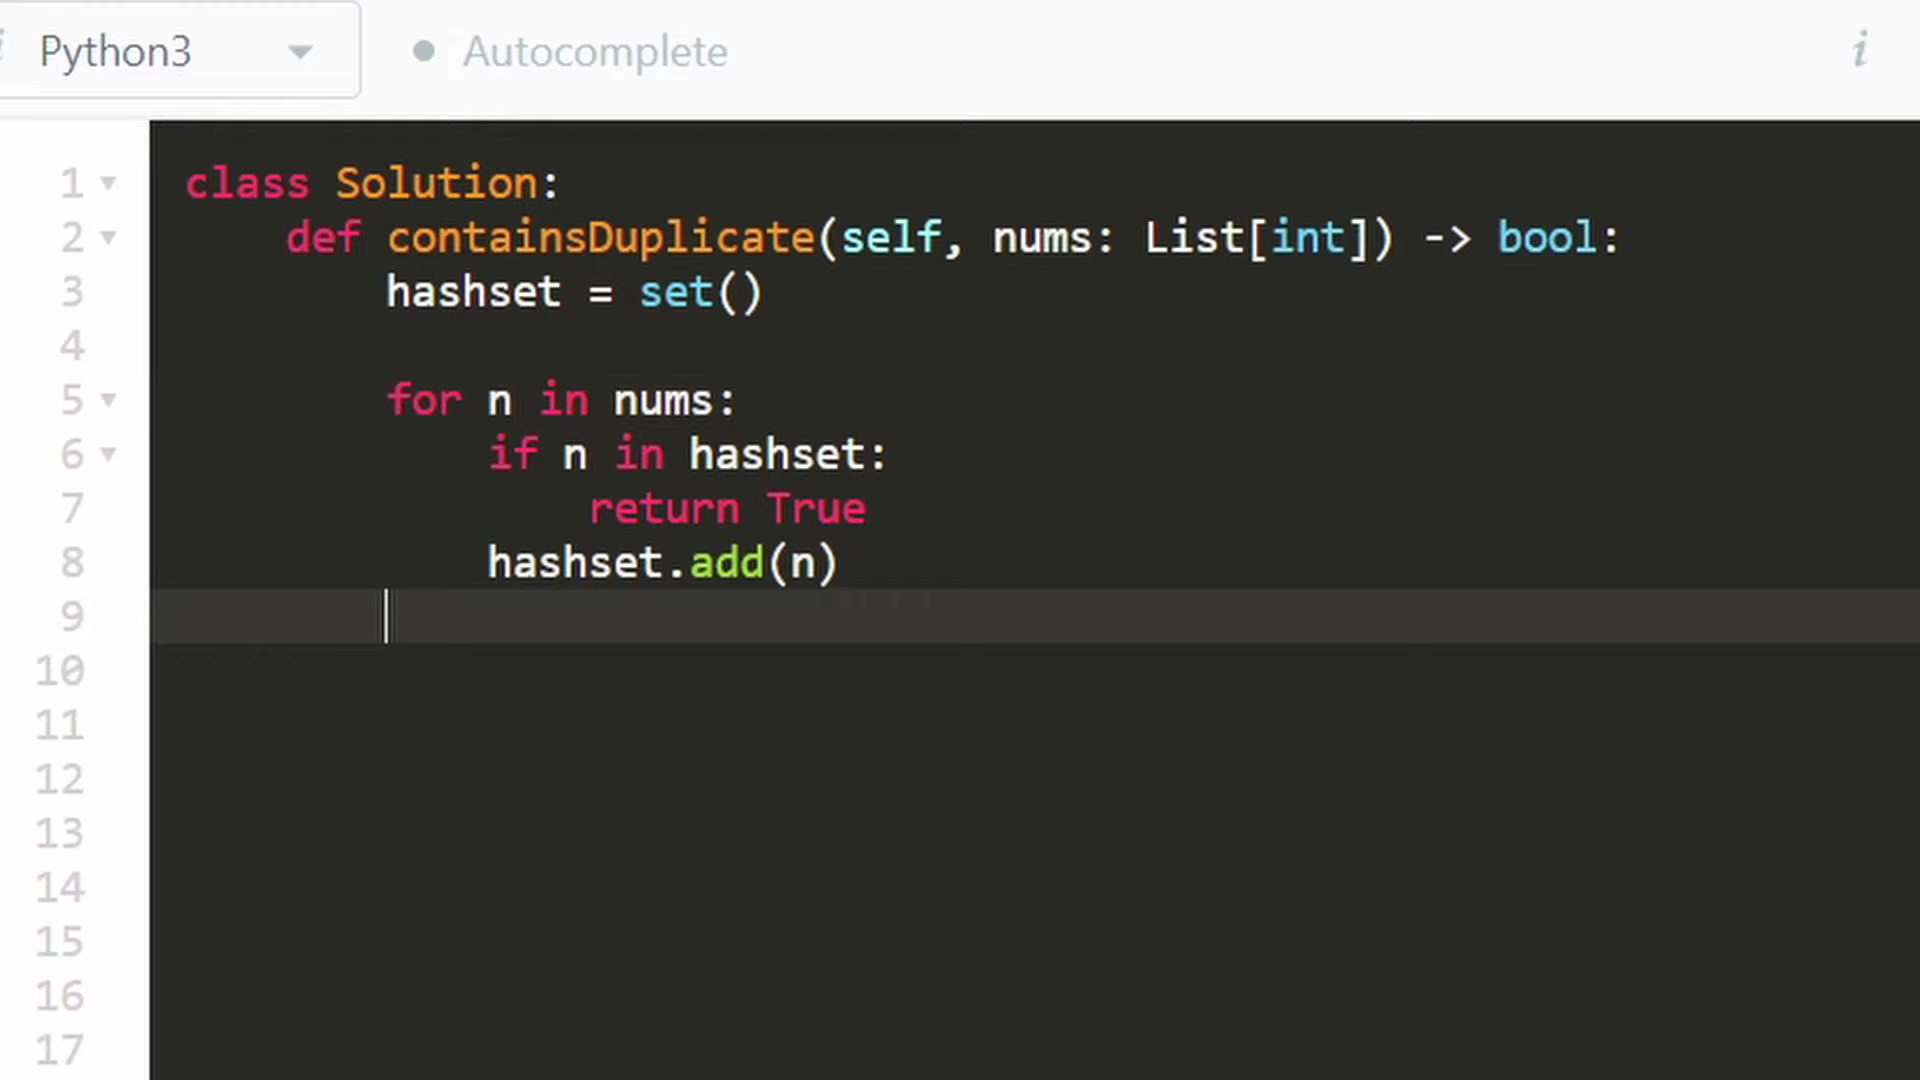 Python3
Autocomplete
i
1 class Solution:
2 def containsDuplicate(self, nums: List[int]) -> bool:
3 hashset = set()
4
5 for n in nums:
6 if n in hashset:
7 return True
8 hashset.add(n)
9
10
11
12
13
14
15
16
17